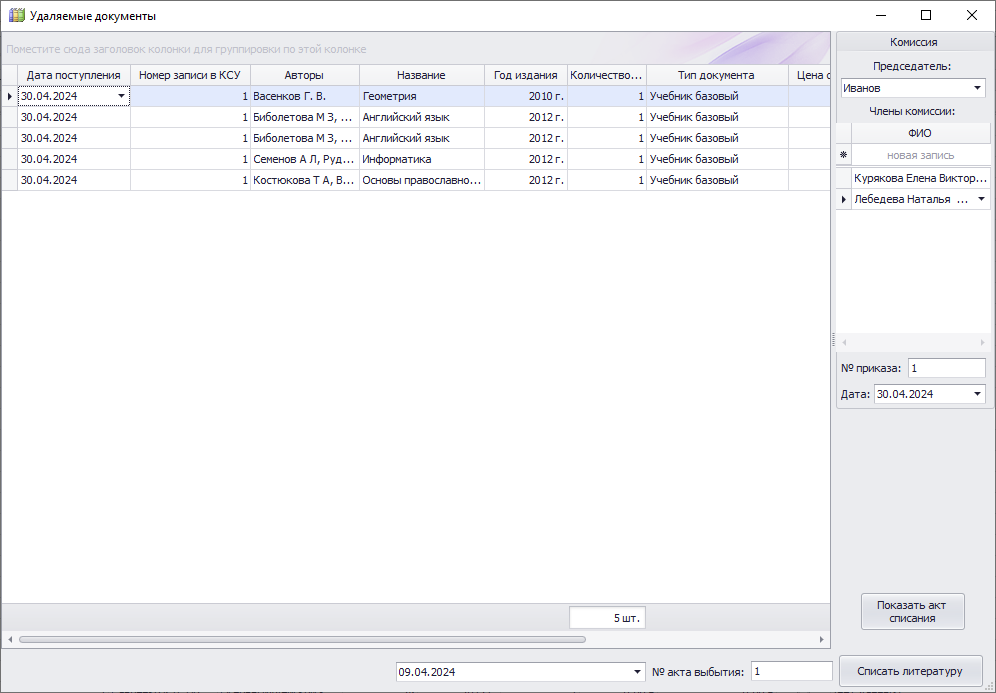 Удаляемые документы
Поместите сюда заголовок колонки для группировки по этой колонке
Дата поступления Номер записи в КСУ Авторы Название Год издания Количество... Тип документа Цена
30.04.2024 1 Васенков Г. В. Геометрия 2010 г. 1 Учебник базовый
30.04.2024 1 Биболетова М З, ... Английский язык 2012 г. 1 Учебник базовый
30.04.2024 1 Биболетова М З, ... Английский язык 2012 г. 1 Учебник базовый
30.04.2024 1 Семенов А Л, Руд... Информатика 2012 г. 1 Учебник базовый
30.04.2024 1 Костюкова Т А, В... Основы православно... 2012 г. 1 Учебник базовый
5 шт.
Комиссия
Председатель:
Иванов
Члены комиссии:
ФИО
новая запись
Курякова Елена Виктор...
Лебедева Наталья ...
№ приказа: 1
Дата: 30.04.2024
Показать акт
списания
09.04.2024 № акта выбытия: 1 Списать литературу